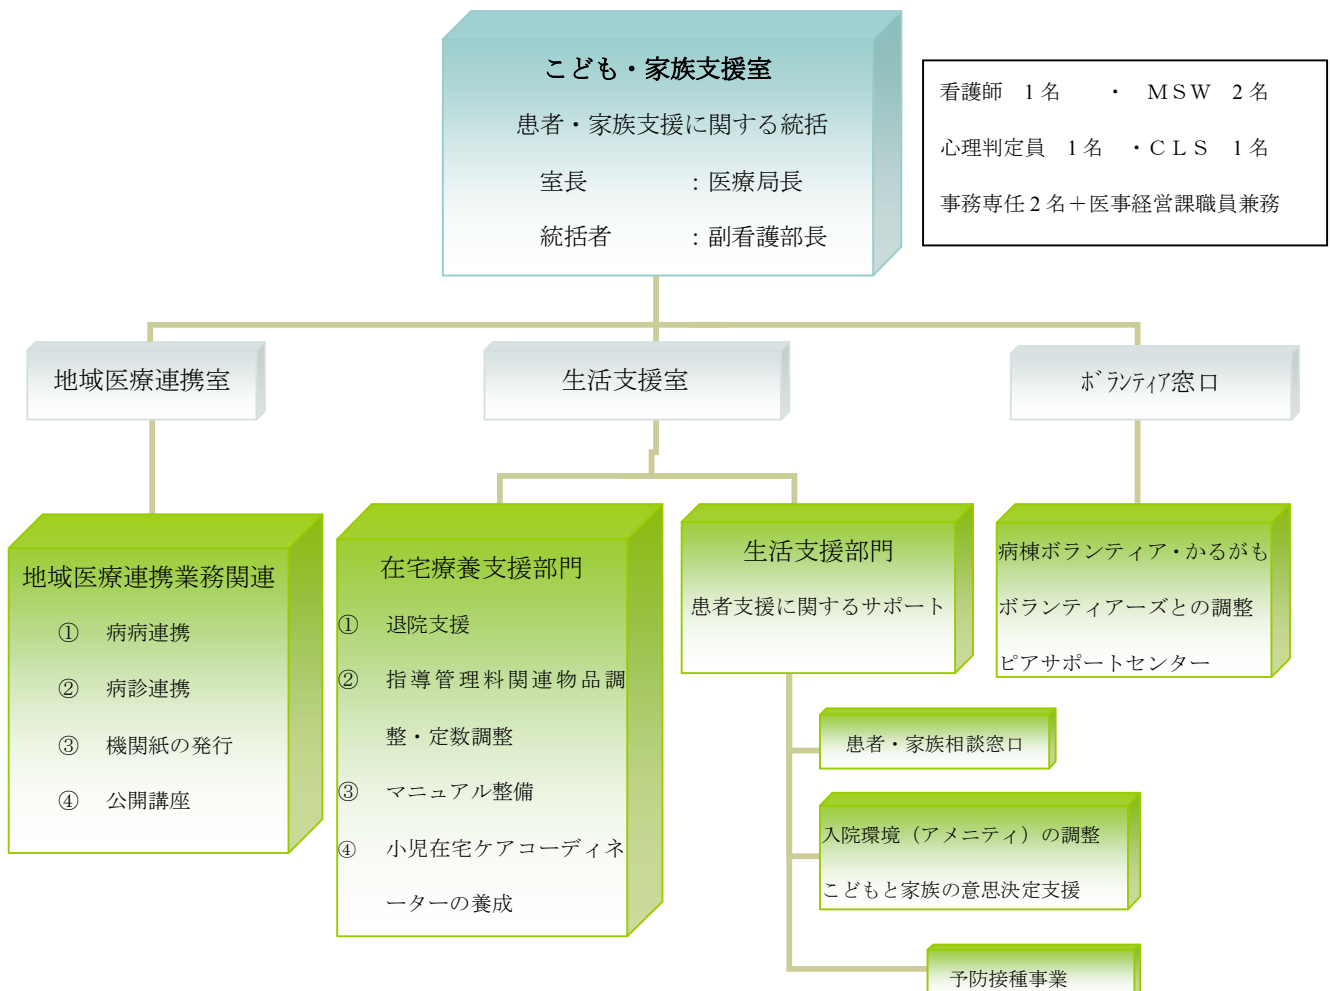 こども・家族支援室
患者・家族支援に関する統括
室長　　　　：医療局長
統括者　　　：副看護部長
看護師　1名　　・　ＭＳＷ　2名
心理判定員　1名　・ＣＬＳ　1名
事務専任2名＋医事経営課職員兼務
地域医療連携室
生活支援室
ﾎﾞﾗﾝﾃｨｱ窓口
地域医療連携業務関連
①　病病連携
②　病診連携
③　機関紙の発行
④　公開講座
在宅療養支援部門
①　退院支援
②　指導管理料関連物品調
整・定数調整
③　マニュアル整備
④　小児在宅ケアコーディネ
ーターの養成
生活支援部門
患者支援に関するサポート
病棟ボランティア・かるがも
ボランティアーズとの調整
ピアサポートセンター
患者・家族相談窓口
入院環境（アメニティ）の調整
こどもと家族の意思決定支援
予防接種事業